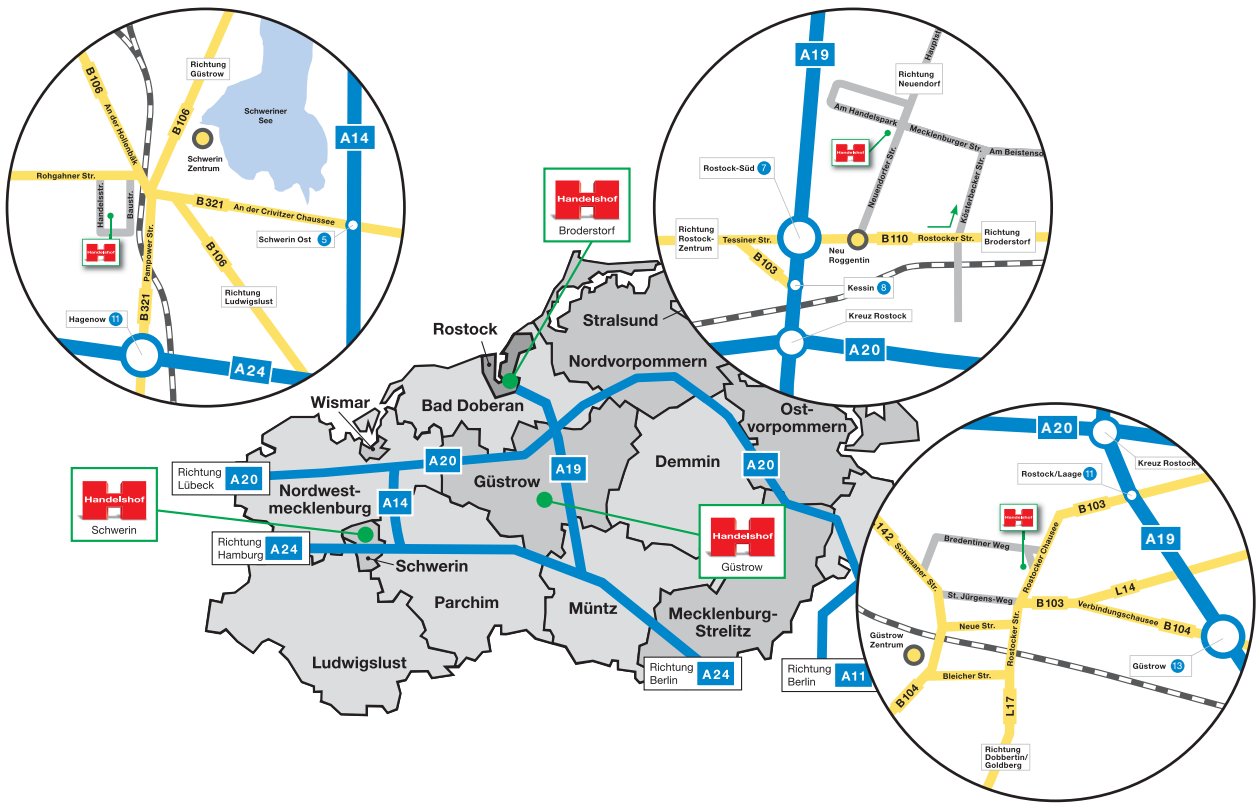 B106
An der Hollenbäk
Richtung
Güstrow
B106
Schweriner
See
A14
Schwerin
Zentrum
Rohgahner Str.
Handelsstr.
Baustr.
Handelshof
B321
An der Crivitzer Chaussee
Schwerin Ost 5
B106
Pampower Str.
B321
Richtung
Ludwigslust
Hagenow 11
A24
A19
Hauptst
Richtung
Neuendorf
Am Handelspark
Mecklenburger Str.
Am Beistensc
Handelshof
Neuendorfer Str.
Kösterbecker Str.
Rostock-Süd 7
Richtung
Rostock-
Zentrum
Tessiner Str.
B103
Neu
Roggentin
B110
Rostocker Str.
Richtung
Broderstorf
Kessin 8
Kreuz Rostock
A20
Handelshof
Broderstorf
Rostock
Stralsund
Nordvorpommern
Wismar
Bad Doberan
Ost-
vorpommern
Richtung
Lübeck
A20
A20
A19
Demmin
A20
Güstrow
Nordwest-
mecklenburg
A14
Handelshof
Schwerin
Richtung
Hamburg
A24
Schwerin
Handelshof
Güstrow
Parchim
Müntz
Mecklenburg-
Strelitz
Ludwigslust
Richtung
Berlin
A24
Richtung
Berlin
A11
A20
Kreuz Rostock
Rostock/Laage 11
B103
A19
Handelshof
142
Schwaaner Str.
Bredentiner Weg
Rostocker Chausee
St. Jürgens-Weg
B103
L14
Verbindungschausee
B104
Neue Str.
Güstrow
Zentrum
Rostocker Str.
Güstrow 13
Bleicher Str.
B104
L17
Richtung
Dobbertin/
Goldberg